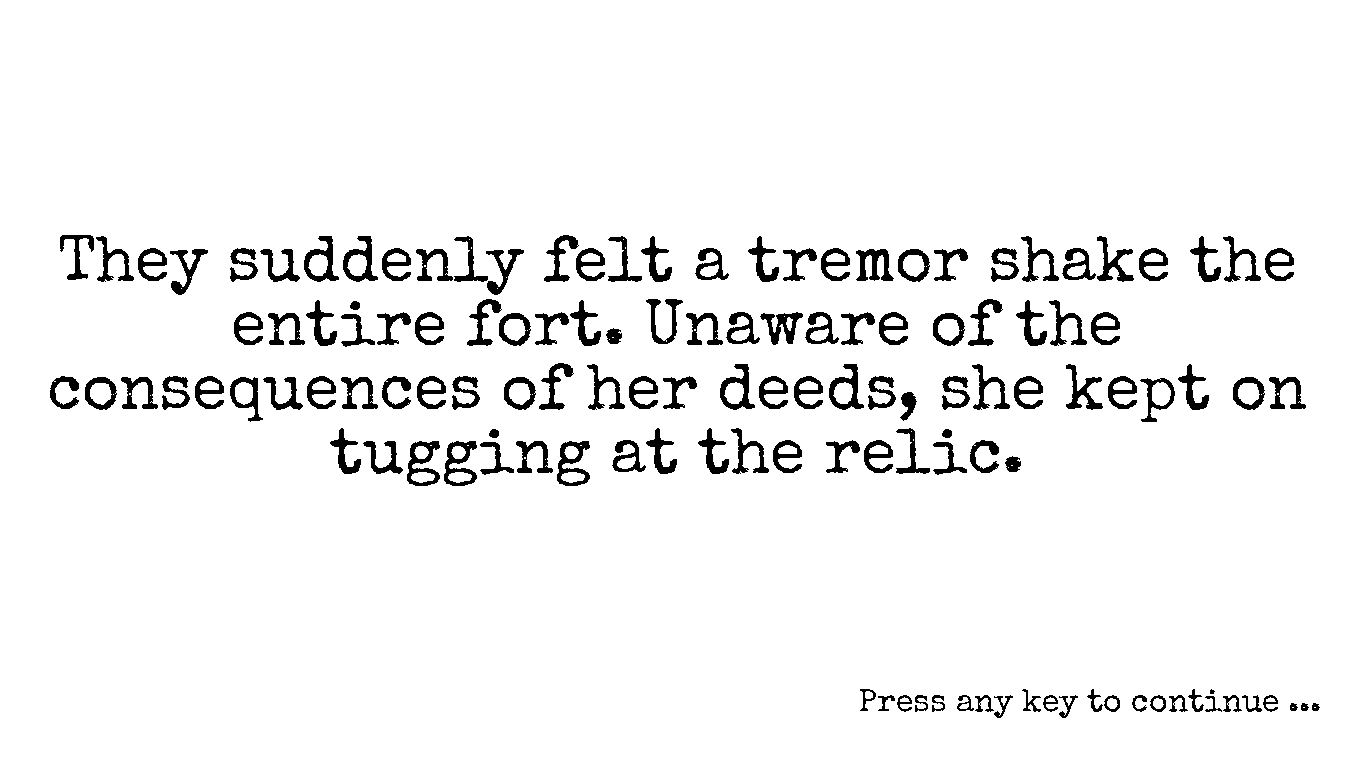 They suddenly felt a tremor shake the
entire fort. Unaware of the
consequences of her deeds, she kept on
tugging at the relic.
Press any key to continue ...